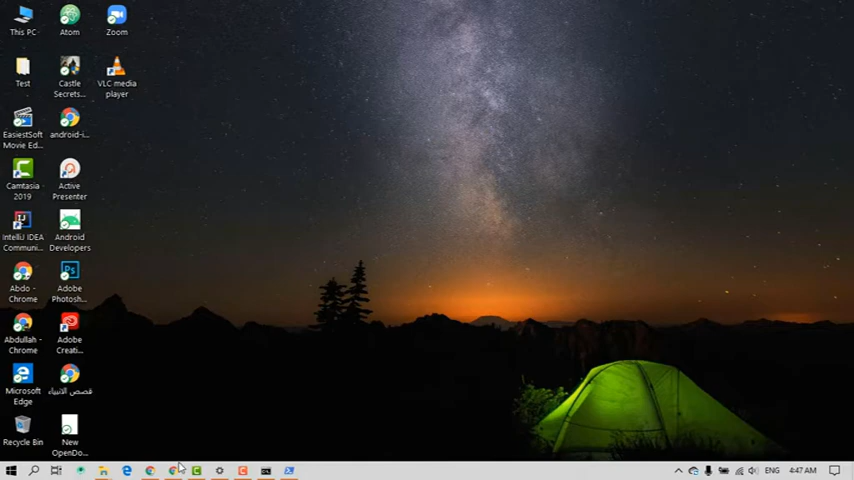 This PC
Atom
Zoom
Test
Castle
Secrets...
VLC media
player
EasiestSoft
Movie Ed...
android-i...
Camtasia
2019
Active
Presenter
IntelliJ IDEA
Communi...
Android
Developers
Abdo -
Chrome
Adobe
Photosh...
Abdullah -
Chrome
Adobe
Creati...
Microsoft
Edge
قصص الانبياء
Recycle Bin
New
OpenDo...
ENG
4:47 AM